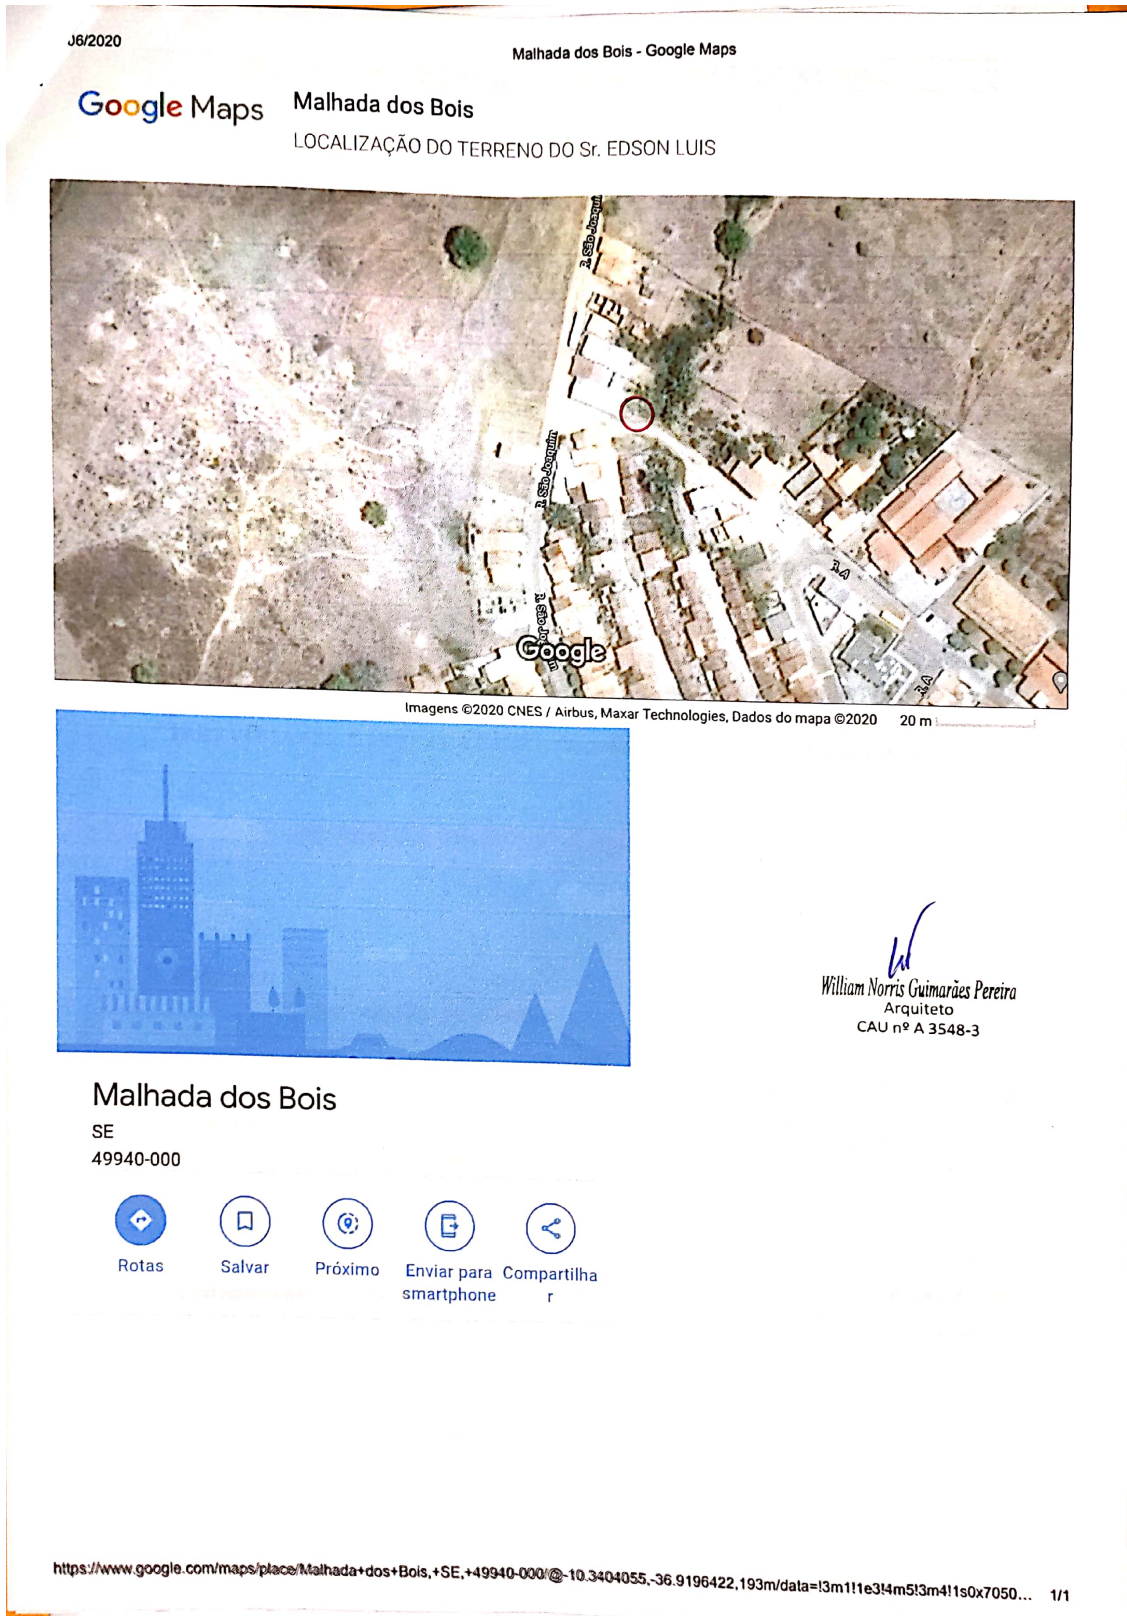 06/2020
Malhada dos Bois - Google Maps
Google Maps
Malhada dos Bois
LOCALIZAÇÃO DO TERRENO DO Sr. EDSON LUIS
R. São Joaquim
R. São Joaquim
R. São Jo
m
R. A
R. A
Google
Imagens ©2020 CNES / Airbus, Maxar Technologies, Dados do mapa ©2020 20 m
William Norris Guimarães Pereira
Arquiteto
CAU nº A 3548-3
Malhada dos Bois
SE
49940-000
Rotas
Salvar
Próximo
Enviar para
smartphone
Compartilha
r
https://www.google.com/maps/place/Malhada+dos+Bois,+SE,+49940-000/@-10.3404055,-36.9196422,193m/data=!3m1!1e3!4m5!3m4!1s0x7050... 1/1